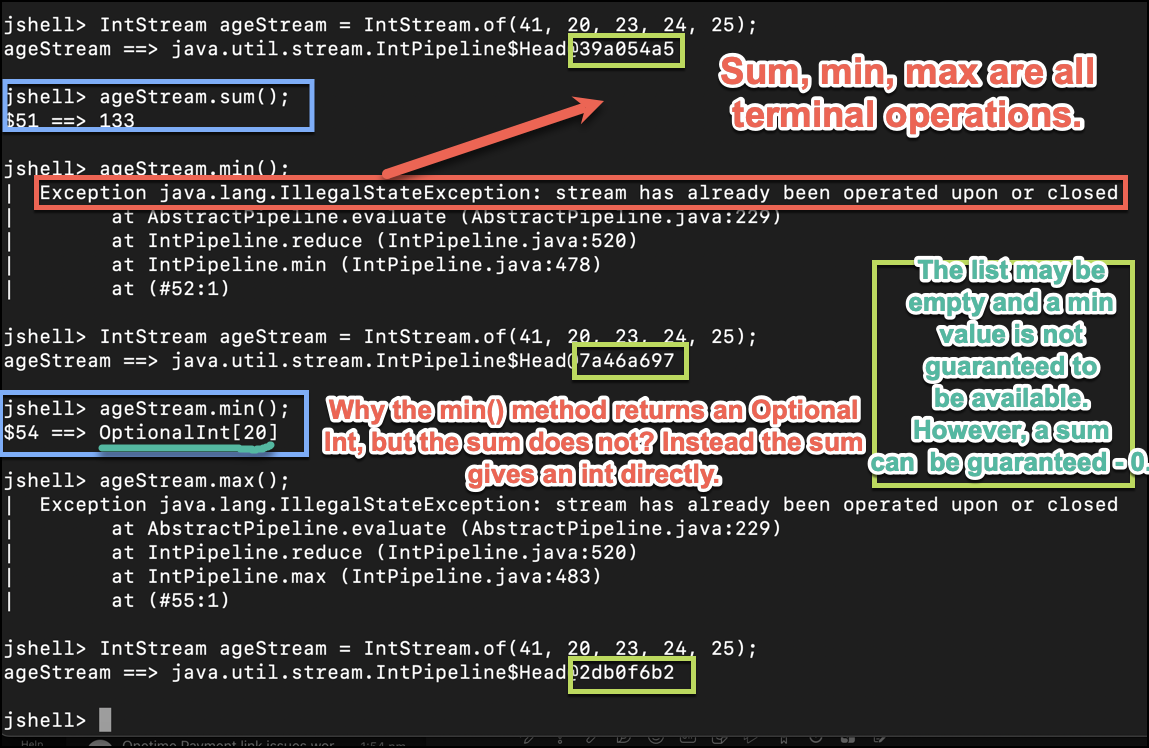 jshell> IntStream ageStream = IntStream.of(41, 20, 23, 24, 25);
ageStream ==> java.util.stream.IntPipeline$Head@39a054a5
Sum, min, max are all
terminal operations.
jshell> ageStream.sum();
$51 ==> 133
jshell> ageStream.min();
|  Exception java.lang.IllegalStateException: stream has already been operated upon or closed
|        at AbstractPipeline.evaluate (AbstractPipeline.java:229)
|        at IntPipeline.reduce (IntPipeline.java:520)
|        at IntPipeline.min (IntPipeline.java:478)
|        at (#52:1)
The list may be
empty and a min
value is not
guaranteed to
be available.
However, a sum
can be guaranteed - 0.
jshell> IntStream ageStream = IntStream.of(41, 20, 23, 24, 25);
ageStream ==> java.util.stream.IntPipeline$Head@7a46a697
jshell> ageStream.min();
$54 ==> OptionalInt[20]
Why the min() method returns an Optional
Int, but the sum does not? Instead the sum
gives an int directly.
jshell> ageStream.max();
|  Exception java.lang.IllegalStateException: stream has already been operated upon or closed
|        at AbstractPipeline.evaluate (AbstractPipeline.java:229)
|        at IntPipeline.reduce (IntPipeline.java:520)
|        at IntPipeline.max (IntPipeline.java:483)
|        at (#55:1)
jshell> IntStream ageStream = IntStream.of(41, 20, 23, 24, 25);
ageStream ==> java.util.stream.IntPipeline$Head@2db0f6b2
jshell>
Help
Onetime Payment link issues wor
1:54 pm